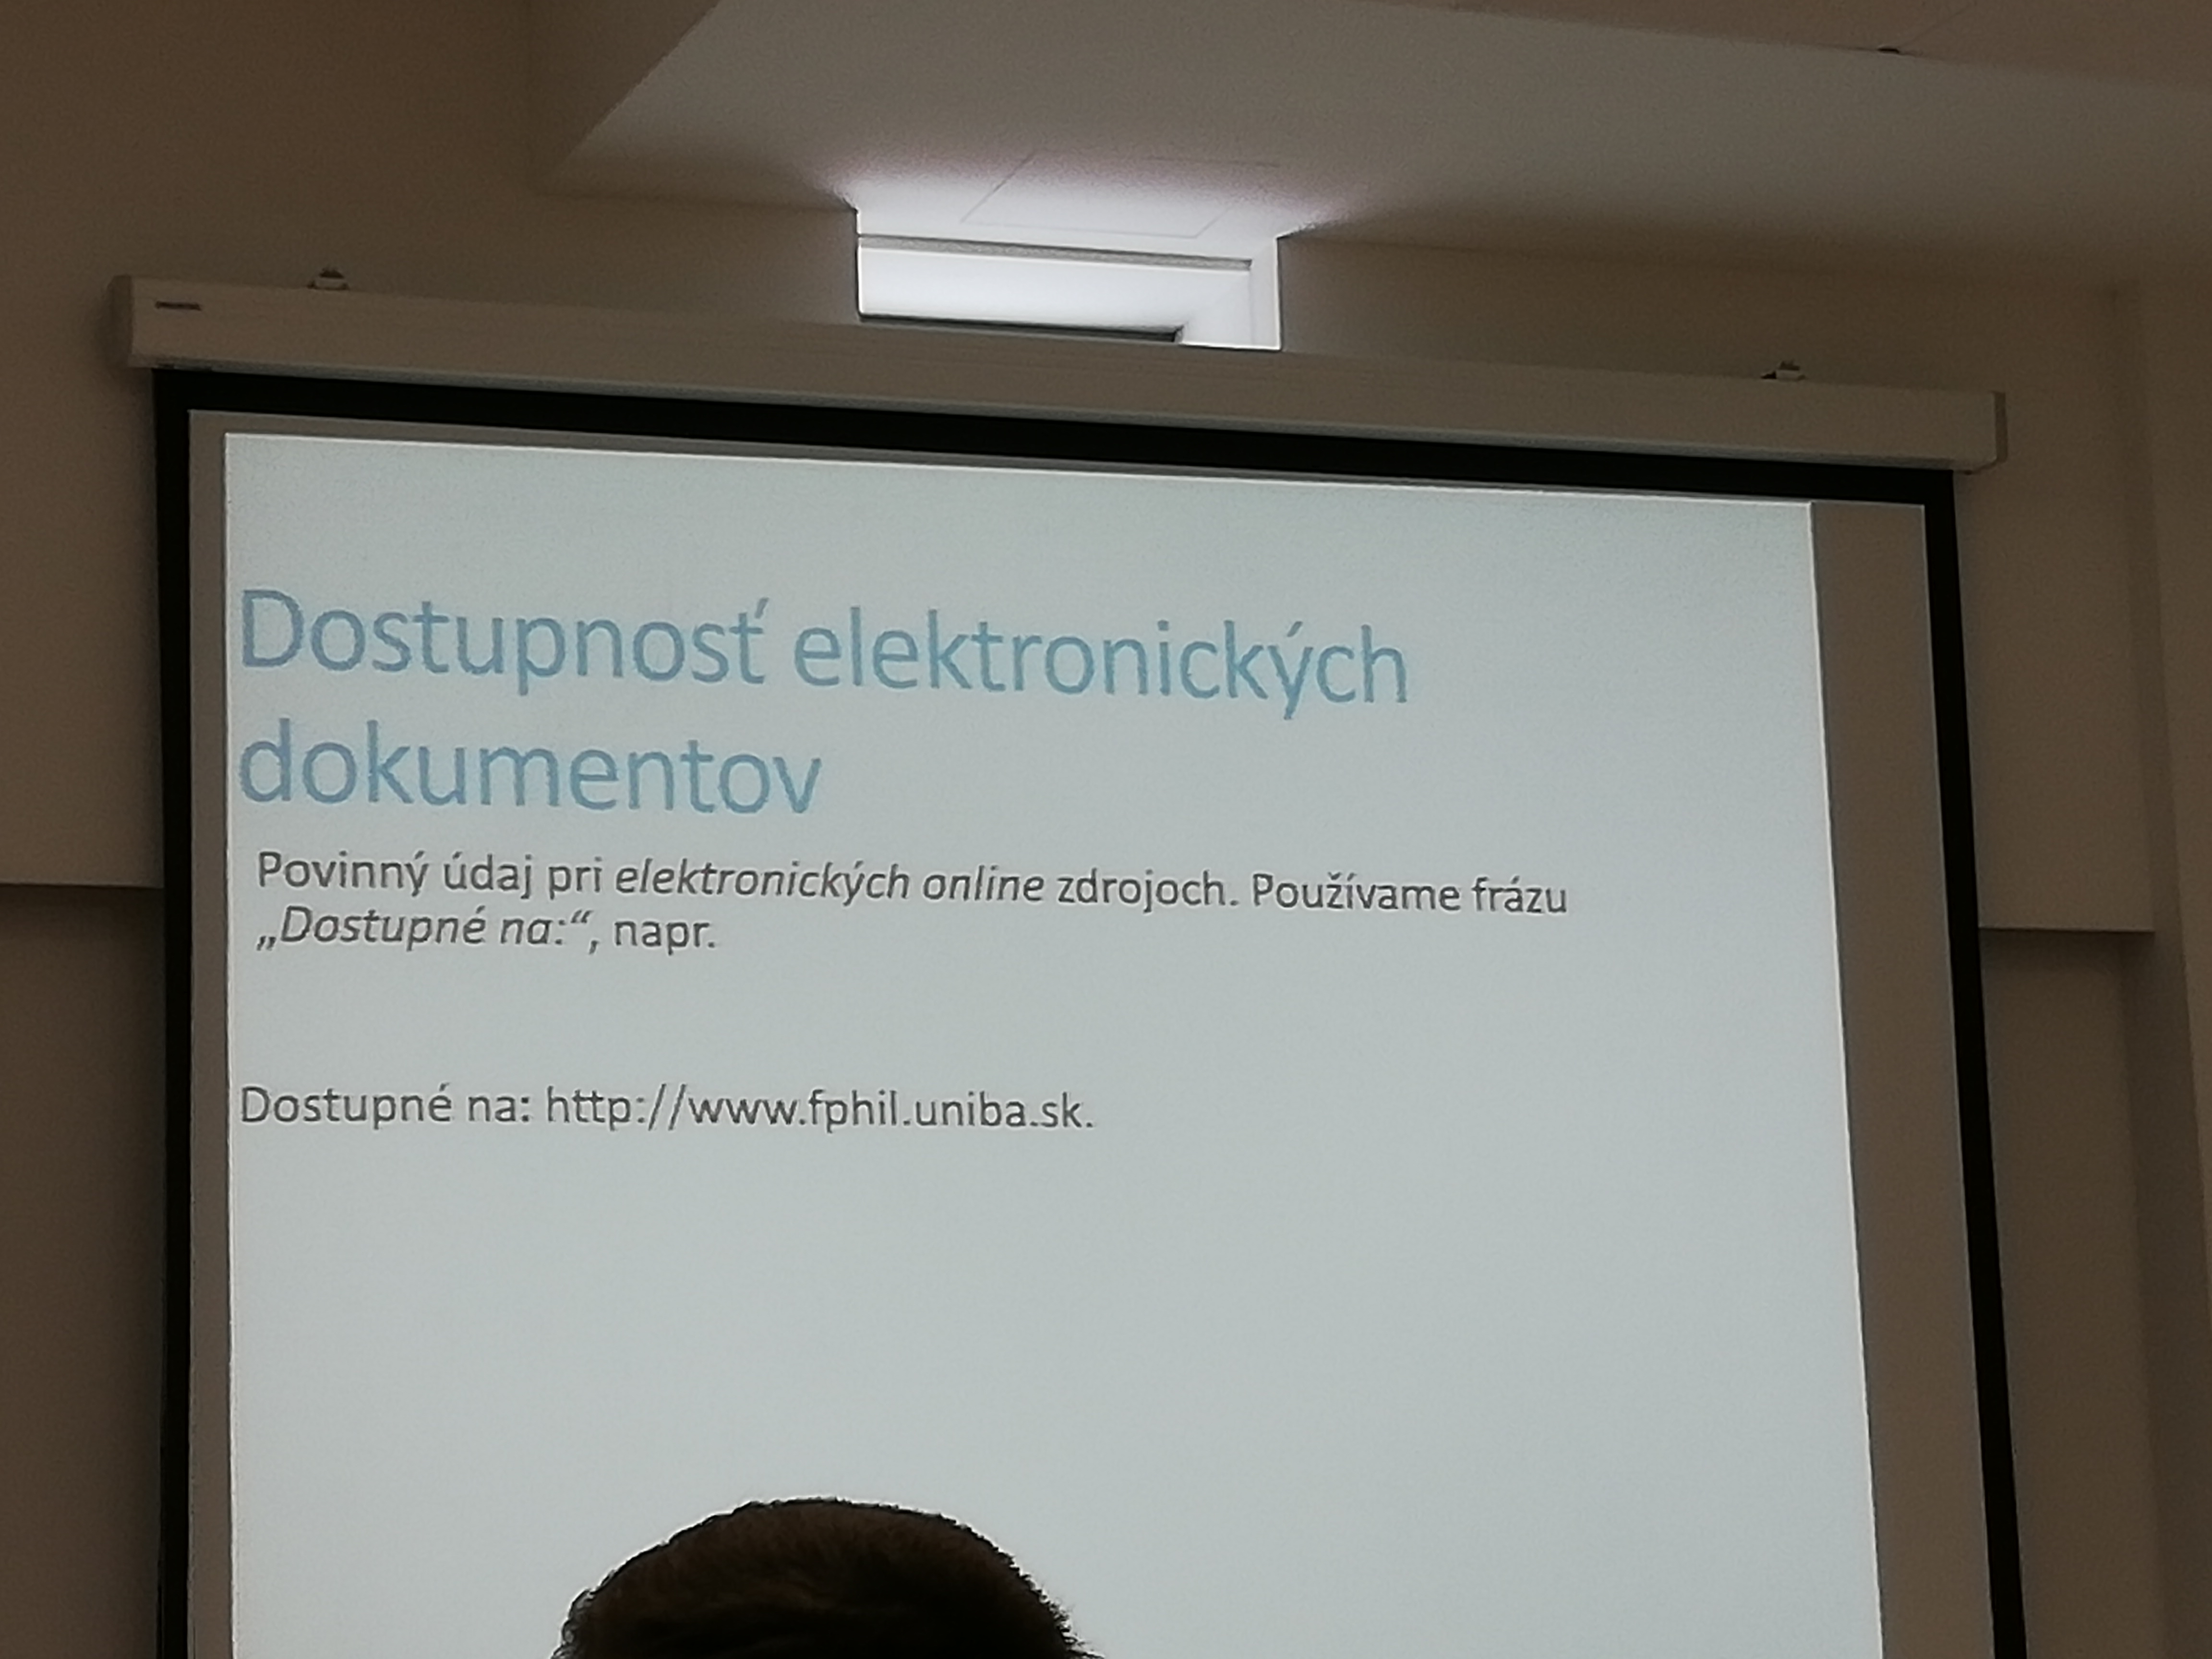 Dostupnosť elektronických
dokumentov
Povinný údaj pri elektronických online zdrojoch. Používame frázu
„Dostupné na:“, napr.
Dostupné na: http://www.fphil.uniba.sk.